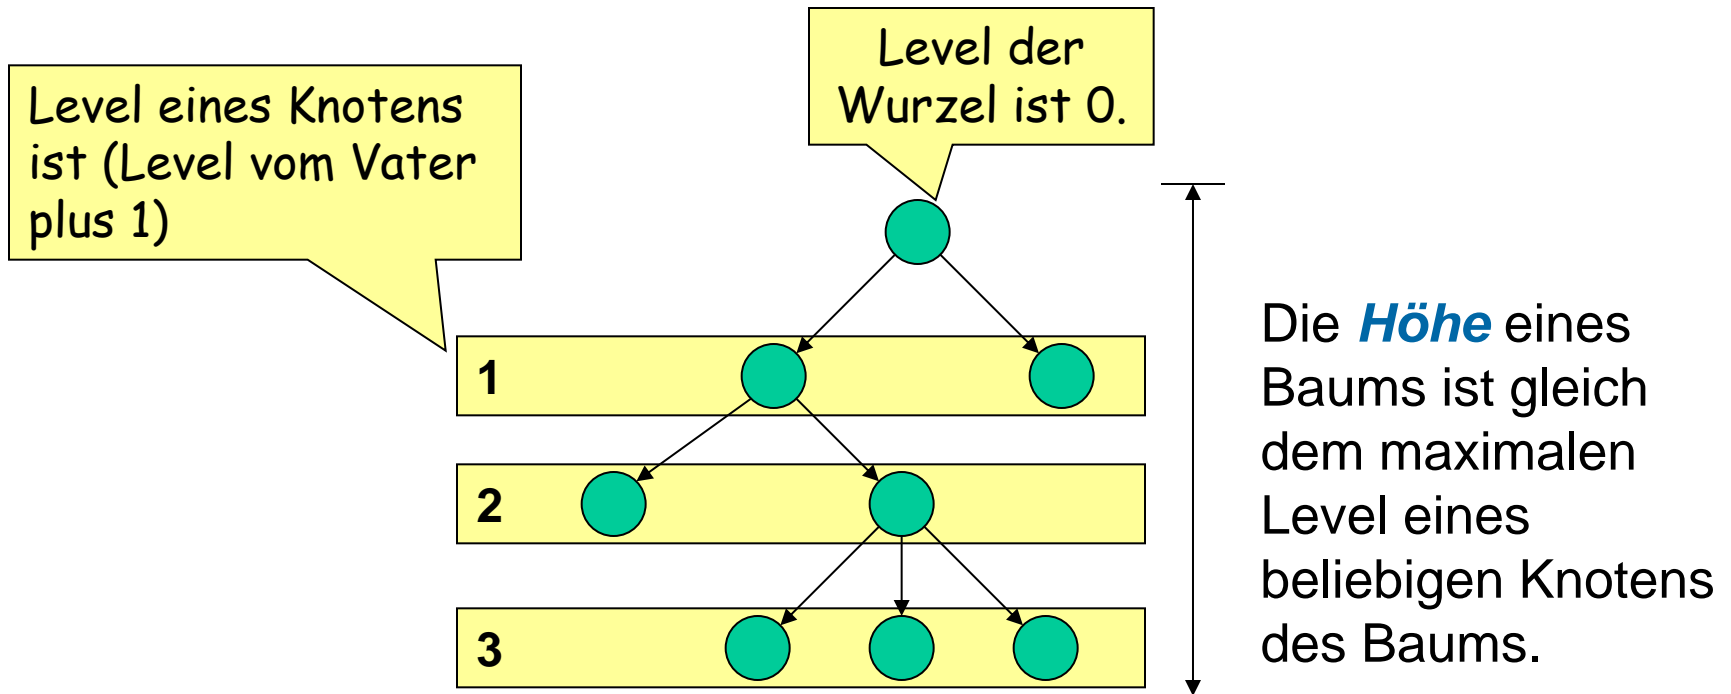 Level der
Wurzel ist 0.
Level eines Knotens
ist (Level vom Vater
plus 1)
1
2
3
Die Höhe eines
Baums ist gleich
dem maximalen
Level eines
beliebigen Knotens
des Baums.